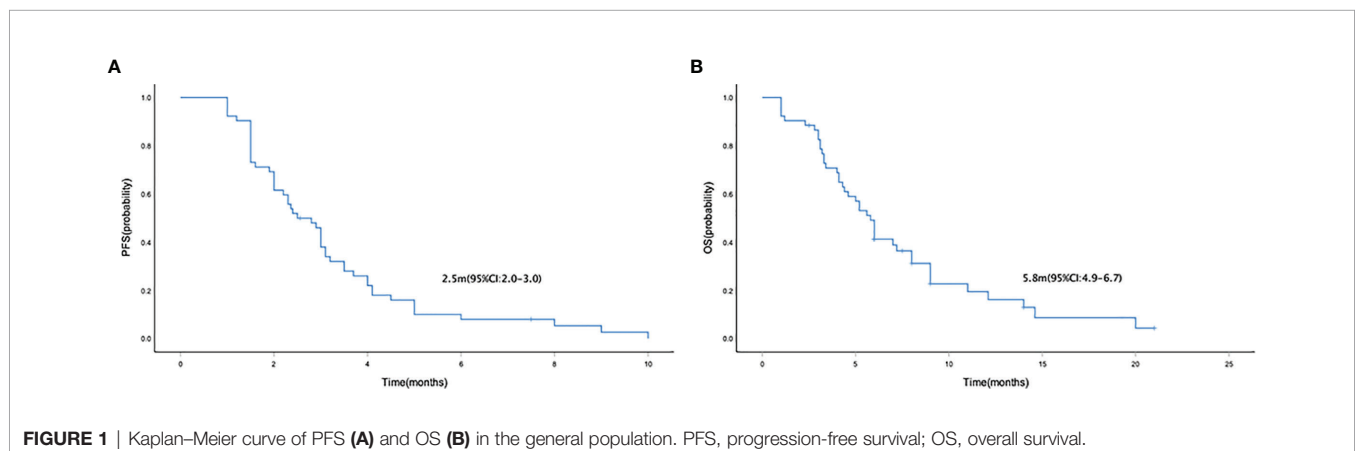 A
1.0
0.8
0.6
0.4
0.2
0.0
PFS(probability)
2.5m(95%CI:2.0-3.0)
0 2 4 6 8 10
Time(months)
B
1.0
0.8
0.6
0.4
0.2
0.0
OS(probability)
5.8m(95%CI:4.9-6.7)
0 5 10 15 20 25
Time(months)
FIGURE 1 | Kaplan–Meier curve of PFS (A) and OS (B) in the general population. PFS, progression-free survival; OS, overall survival.